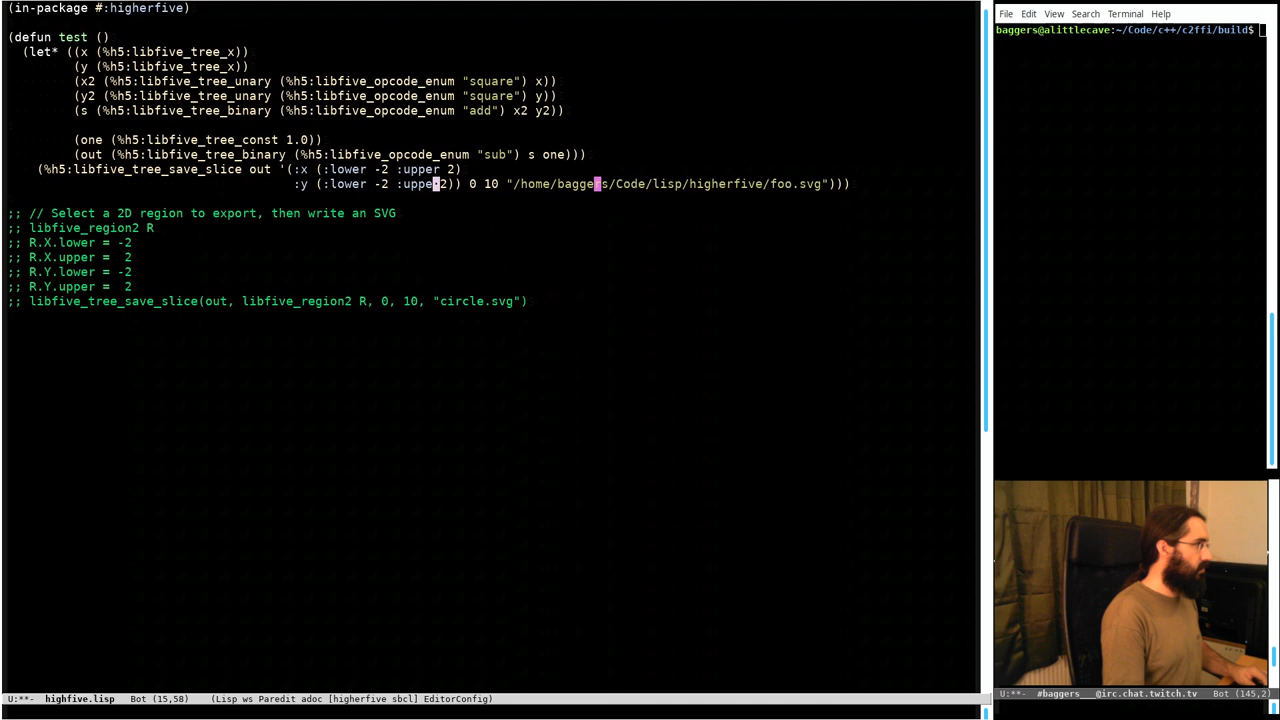 (in-package #:higherfive)
(defun test ()
(let* ((x (%h5:libfive_tree_x))
(y (%h5:libfive_tree_x))
(x2 (%h5:libfive_tree_unary (%h5:libfive_opcode_enum "square") x))
(y2 (%h5:libfive_tree_unary (%h5:libfive_opcode_enum "square") y))
(s (%h5:libfive_tree_binary (%h5:libfive_opcode_enum "add") x2 y2))
(one (%h5:libfive_tree_const 1.0))
(out (%h5:libfive_tree_binary (%h5:libfive_opcode_enum "sub") s one)))
(%h5:libfive_tree_save_slice out '(:x (:lower -2 :upper 2)
:y (:lower -2 :uppe·2)) 0 10 "/home/baggers/Code/lisp/higherfive/foo.svg")))
;; // Select a 2D region to export, then write an SVG
;; libfive_region2 R
;; R.X.lower = -2
;; R.X.upper =  2
;; R.Y.lower = -2
;; R.Y.upper =  2
;; libfive_tree_save_slice(out, libfive_region2 R, 0, 10, "circle.svg")
U:**-  highfive.lisp   Bot (15,58)    (Lisp ws Paredit adoc [higherfive sbcl] EditorConfig)
File Edit View Search Terminal Help
baggers@alittlecave:~/Code/c++/c2ffi/build$
U:**-  #baggers___@irc.chat.twitch.tv   Bot (145,2)